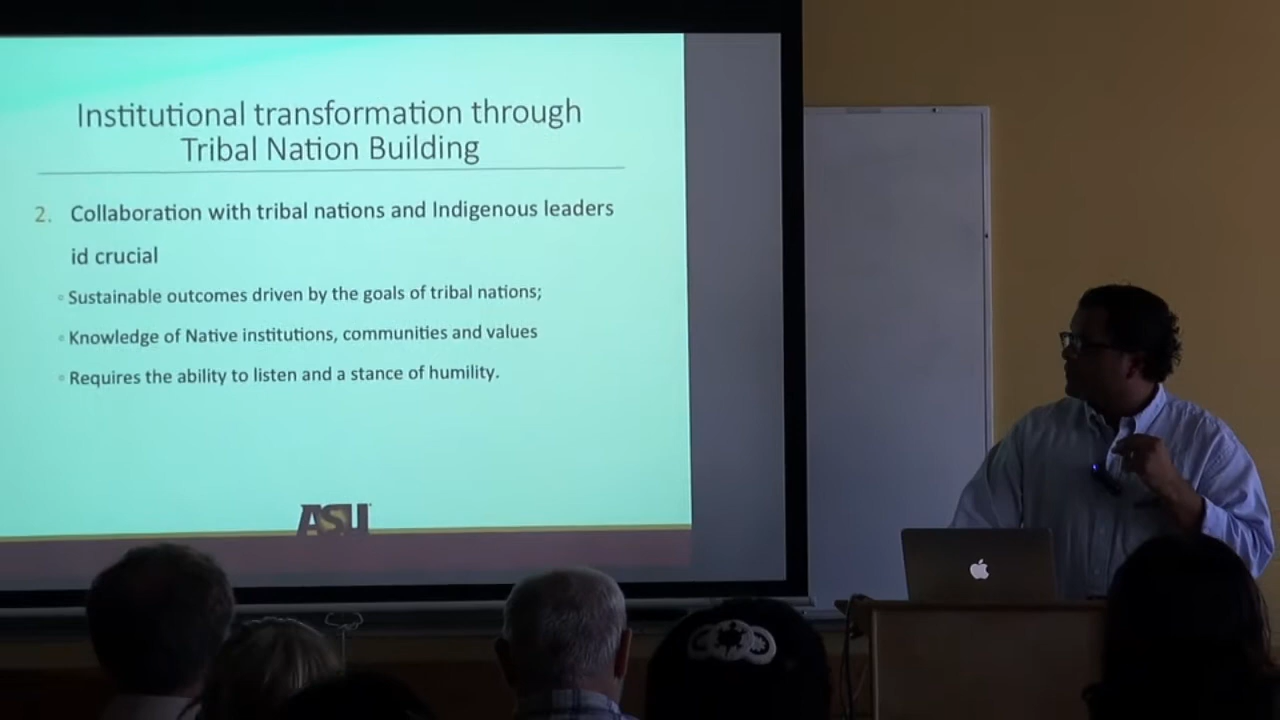 Institutional transformation through
Tribal Nation Building
2. Collaboration with tribal nations and Indigenous leaders
id crucial
Sustainable outcomes driven by the goals of tribal nations;
Knowledge of Native institutions, communities and values
Requires the ability to listen and a stance of humility.
ASU